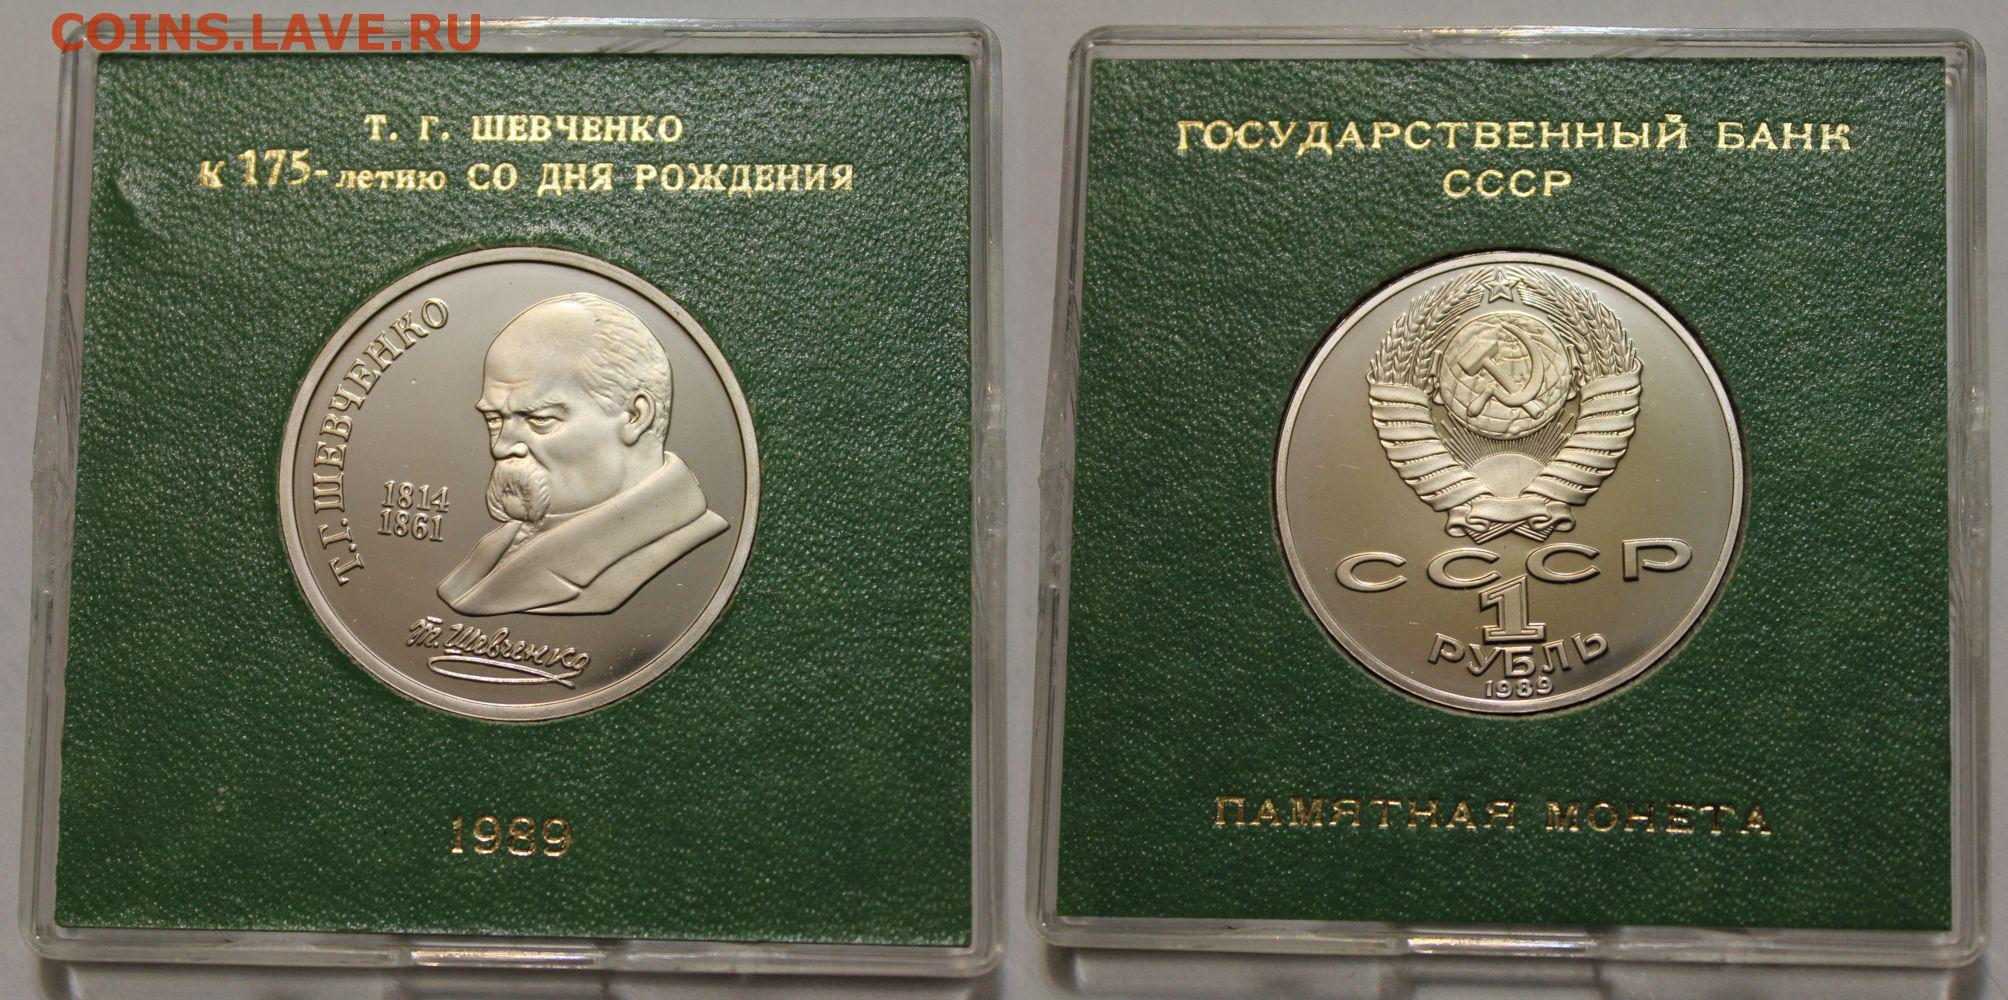 COINS.LAVE.RU
Т. Г. ШЕВЧЕНКО
К 175-летию СО ДНЯ РОЖДЕНИЯ
Т.Г.ШЕВЧЕНКО
1814
1861
Т. Шевченко
1989
ГОСУДАРСТВЕННЫЙ БАНК
СССР
СССР
1
РУБЛЬ
1989
ПАМЯТНАЯ МОНЕТА